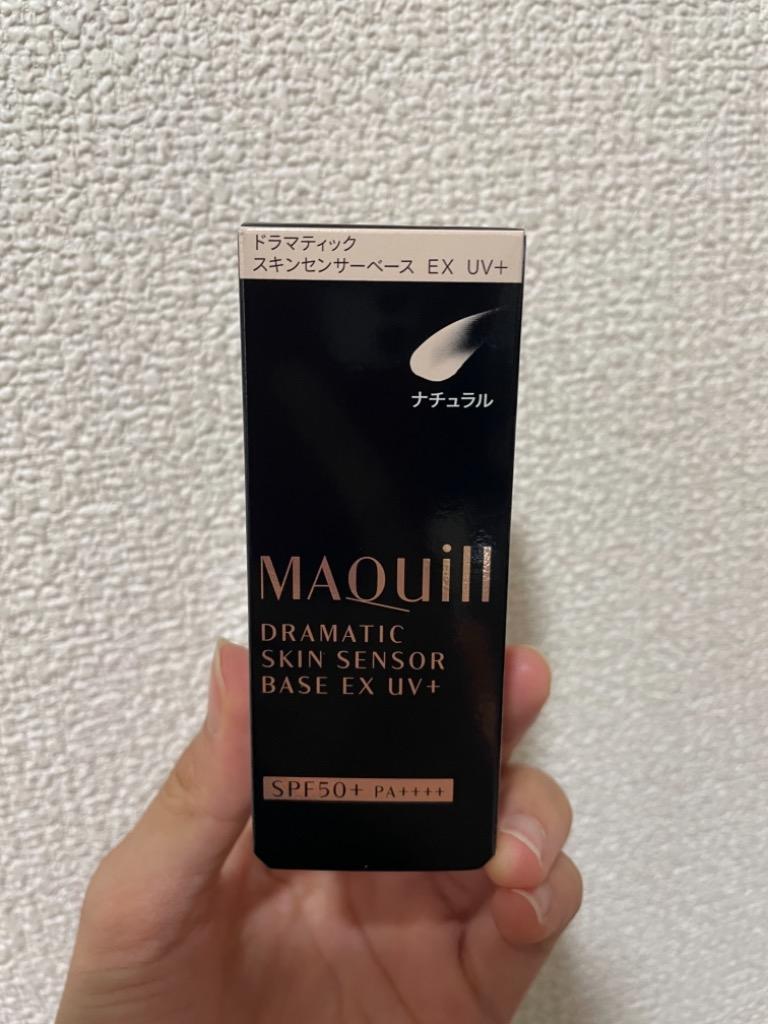 ドラマティック
スキンセンサーベース EX UV+
ナチュラル
MAQuill
DRAMATIC
SKIN SENSOR
BASE EX UV+
SPF50+ PA++++